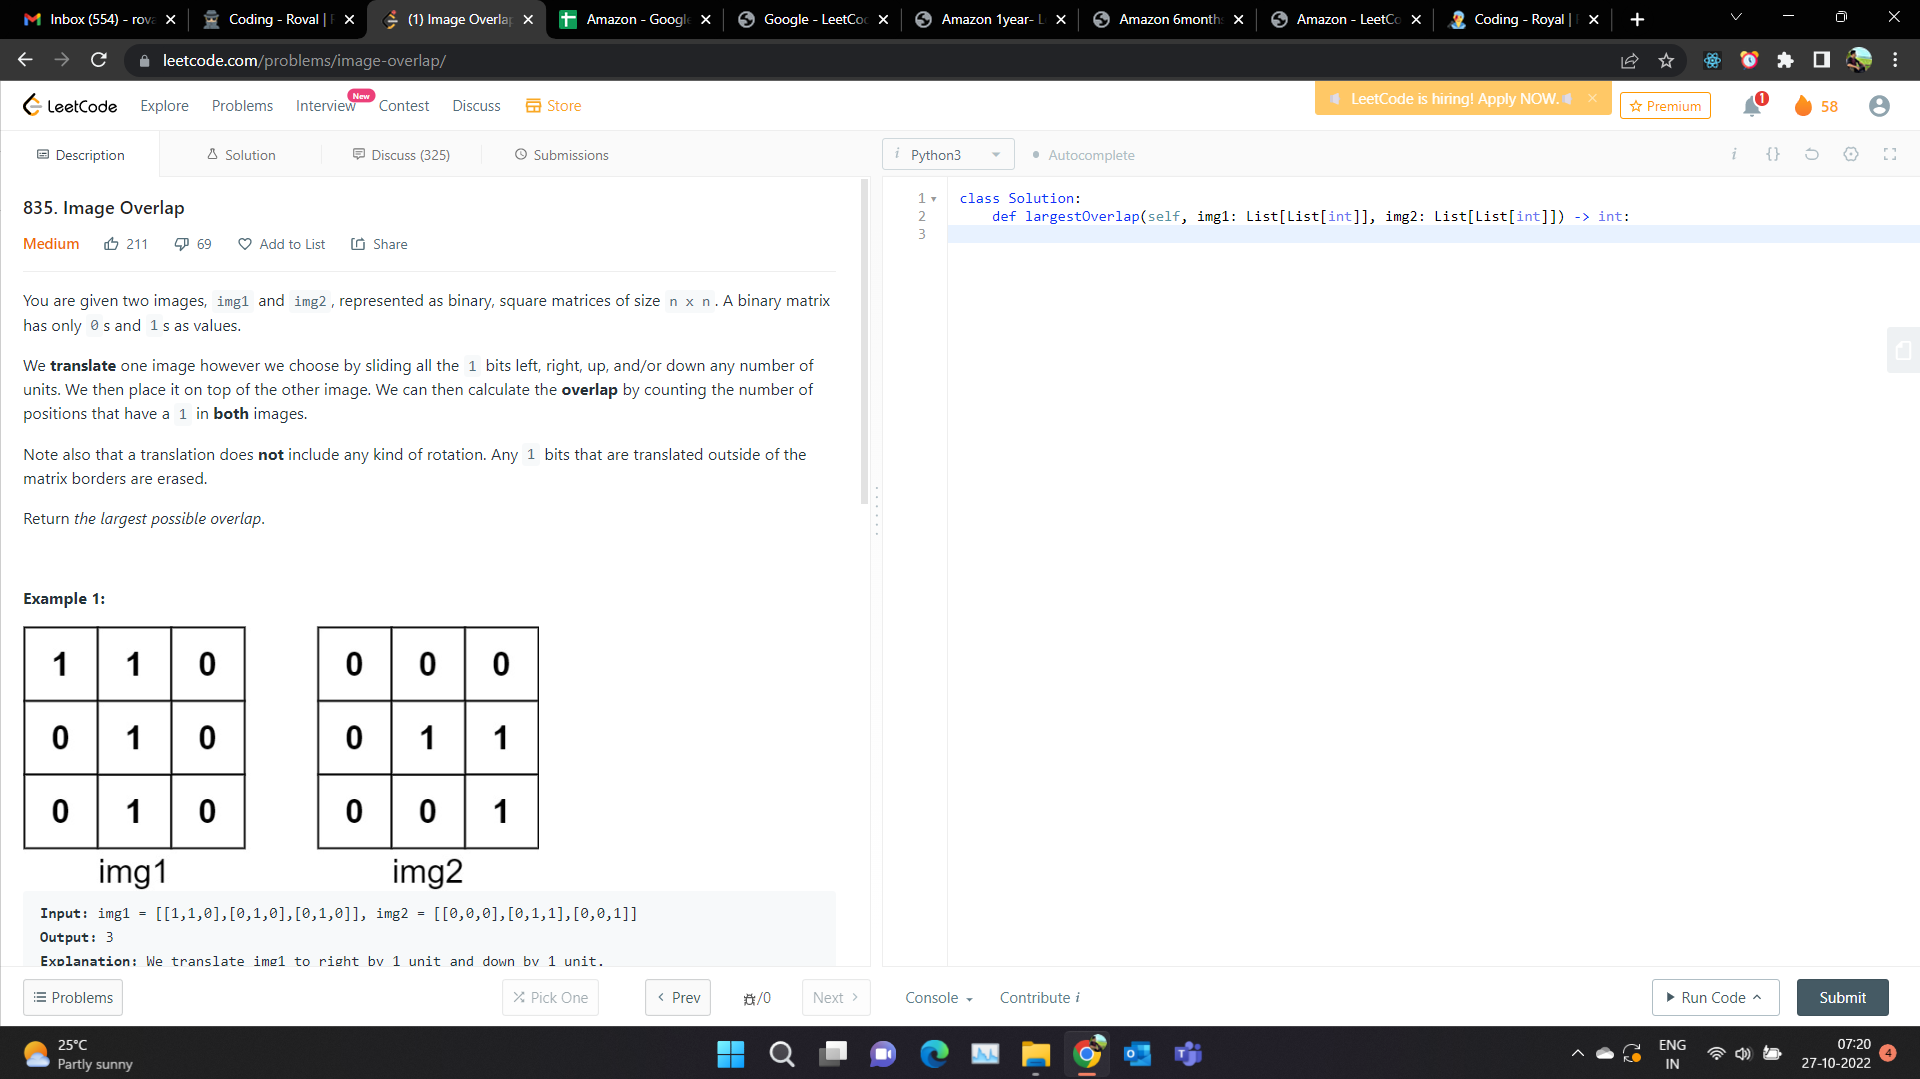 Inbox (554) - rova
Coding - Roval |
(1) Image Overlap
Amazon - Google
Google - LeetCo
Amazon 1year- L
Amazon 6month
Amazon - LeetCo
Coding - Royal |
leetcode.com/problems/image-overlap/
LeetCode
Explore
Problems
Interview
New
Contest
Discuss
Store
LeetCode is hiring! Apply NOW.
Premium
1
58
Description
Solution
Discuss (325)
Submissions
i Python3
Autocomplete
i {}
835. Image Overlap
Medium 211 69 Add to List Share
You are given two images, img1 and img2, represented as binary, square matrices of size n x n. A binary matrix
has only 0s and 1s as values.
We translate one image however we choose by sliding all the 1 bits left, right, up, and/or down any number of
units. We then place it on top of the other image. We can then calculate the overlap by counting the number of
positions that have a 1 in both images.
Note also that a translation does not include any kind of rotation. Any 1 bits that are translated outside of the
matrix borders are erased.
Return the largest possible overlap.
Example 1:
1 1 0 0 0 0
0 1 0 0 1 1
0 1 0 0 0 1
img1 img2
Input: img1 = [[1,1,0],[0,1,0],[0,1,0]], img2 = [[0,0,0],[0,1,1],[0,0,1]]
Output: 3
Explanation: We translate img1 to right by 1 unit and down by 1 unit.
1 class Solution:
2 def largestOverlap(self, img1: List[List[int]], img2: List[List[int]]) -> int:
3
Problems
Pick One
< Prev
/0
Next >
Console
Contribute i
Run Code
Submit
25°C
Partly sunny
ENG
IN
07:20
27-10-2022
4